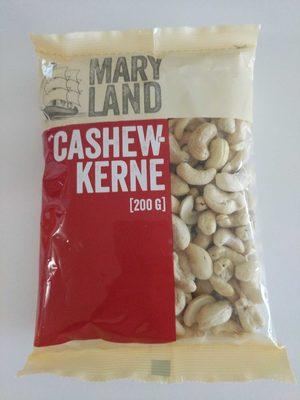 MARY
LAND
CASHEW-
KERNE
[200 G]